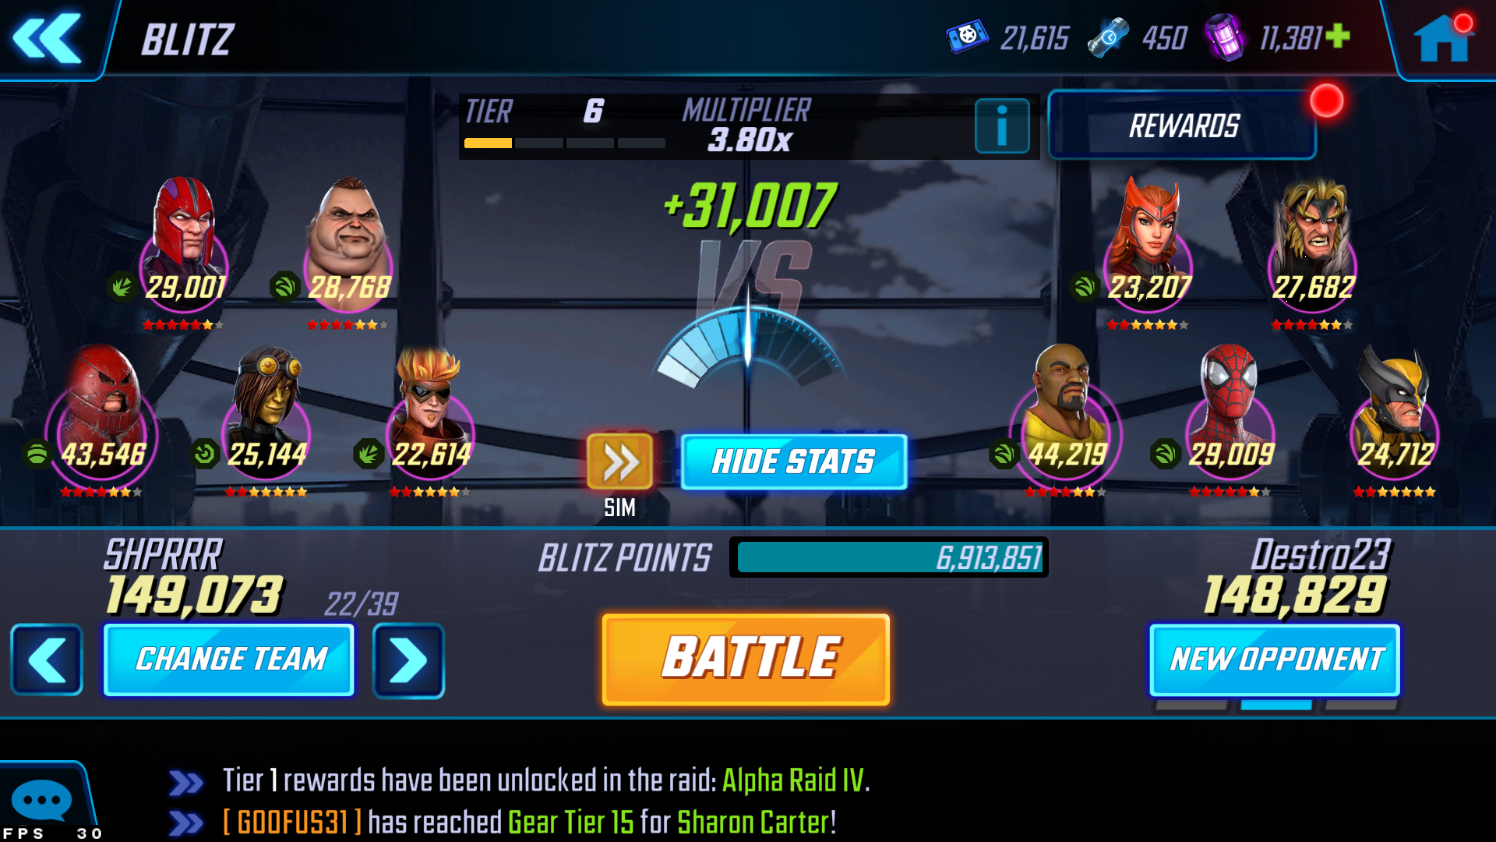 BLITZ
21,615
450
11,381
TIER 6
MULTIPLIER
3.80x
REWARDS
+31,007
VS
29,001
28,768
23,207
27,682
43,546
25,144
22,614
44,219
29,009
24,712
HIDE STATS
SIM
SHPRRR
149,073
22/39
BLITZ POINTS 6,913,851
Destro23
148,829
CHANGE TEAM
BATTLE
NEW OPPONENT
Tier 1 rewards have been unlocked in the raid: Alpha Raid IV.
[ GOOFUS31 ] has reached Gear Tier 15 for Sharon Carter!
FPS 30